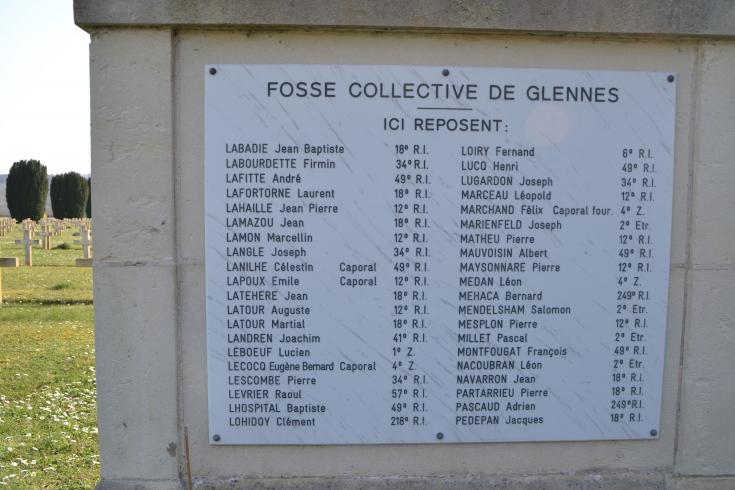 FOSSE COLLECTIVE DE GLENNES
ICI REPOSENT:
LABADIE Jean Baptiste 18e R.I.
LABOURDETTE Firmin 34e R.I.
LAFITTE André 49e R.I.
LAFORTORNE Laurent 18e R.I.
LAHAILLE Jean Pierre 12e R.I.
LAMAZOU Jean 18e R.I.
LAMON Marcellin 12e R.I.
LANGLE Joseph 34e R.I.
LANILHE Célestin Caporal 49e R.I.
LAPOUX Emile Caporal 12e R.I.
LATEHERE Jean 18e R.I.
LATOUR Auguste 12e R.I.
LATOUR Martial 18e R.I.
LANDREN Joachim 41e R.I.
LÉBOEUF Lucien 1e Z.
LECOCQ Eugène Bernard Caporal 4e Z.
LESCOMBE Pierre 34e R.I.
LEVRIER Raoul 57e R.I.
LHOSPITAL Baptiste 49e R.I.
LOHIDOY Clément 218e R.I.
LOIRY Fernand 6e R.I.
LUCQ Henri 49e R.I.
LUGARDON Joseph 34e R.I.
MARCEAU Léopold 12e R.I.
MARCHAND Félix Caporal four. 4e Z.
MARIENFELD Joseph 2e Etr.
MATHEU Pierre 12e R.I.
MAUVOISIN Albert 49e R.I.
MAYSONNARE Pierre 12e R.I.
MEDAN Léon 4e Z.
MEHACA Bernard 249e R.I.
MENDELSHAM Salomon 2e Etr.
MESPLON Pierre 12e R.I.
MILLET Pascal 2e Etr.
MONTFOUGAT François 49e R.I.
NACOUBRAN Léon 2e Etr.
NAVARRON Jean 18e R.I.
PARTARRIEU Pierre 18e R.I.
PASCAUD Adrien 249e R.I.
PEDEPAN Jacques 18e R.I.